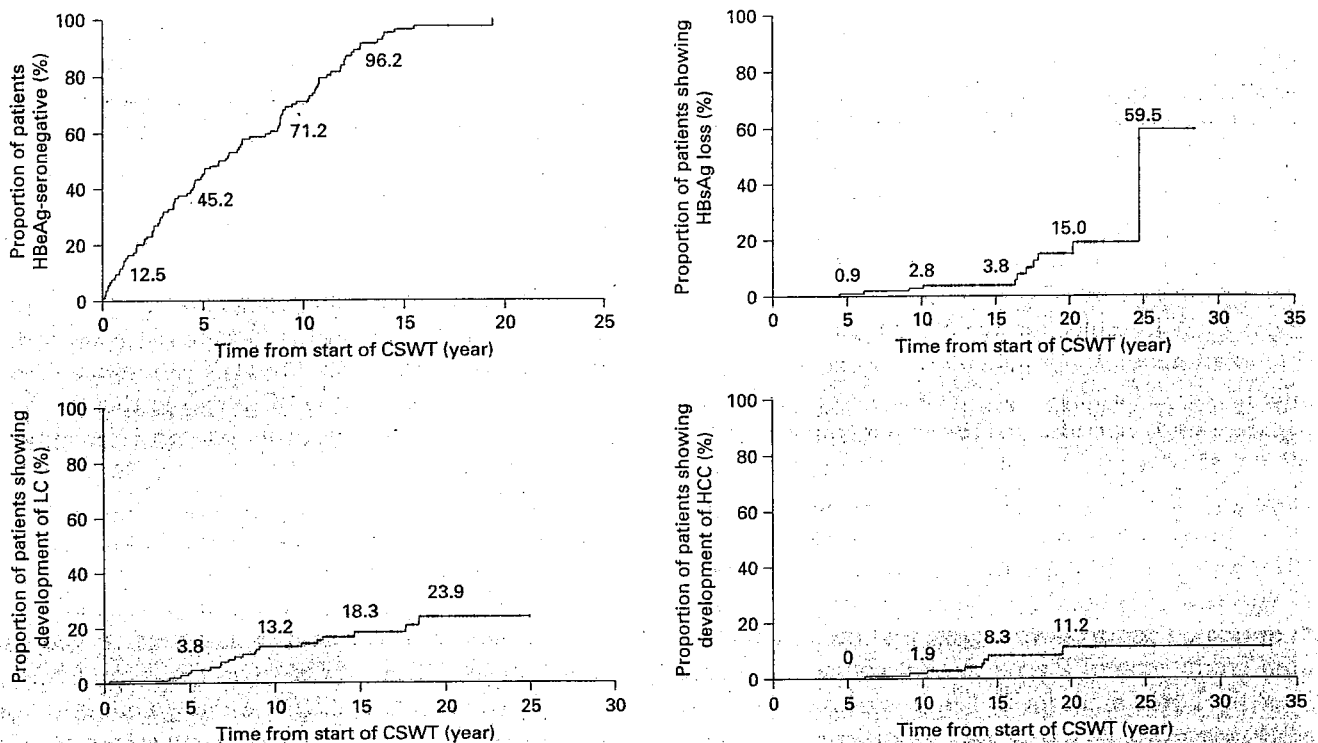 Proportion of patients
HBeAg-seronegative (%)
100
80
60
40
20
0
12.5
45.2
71.2
96.2
0 5 10 15 20 25
Time from start of CSWT (year)
Proportion of patients showing
HBsAg loss (%)
100
80
60
40
20
0
0.9
2.8
3.8
15.0
59.5
0 5 10 15 20 25 30 35
Time from start of CSWT (year)
Proportion of patients showing
development of LC (%)
100
80
60
40
20
0
3.8
13.2
18.3
23.9
0 5 10 15 20 25 30
Time from start of CSWT (year)
Proportion of patients showing
development of HCC (%)
100
80
60
40
20
0
0
1.9
8.3
11.2
0 5 10 15 20 25 30 35
Time from start of CSWT (year)